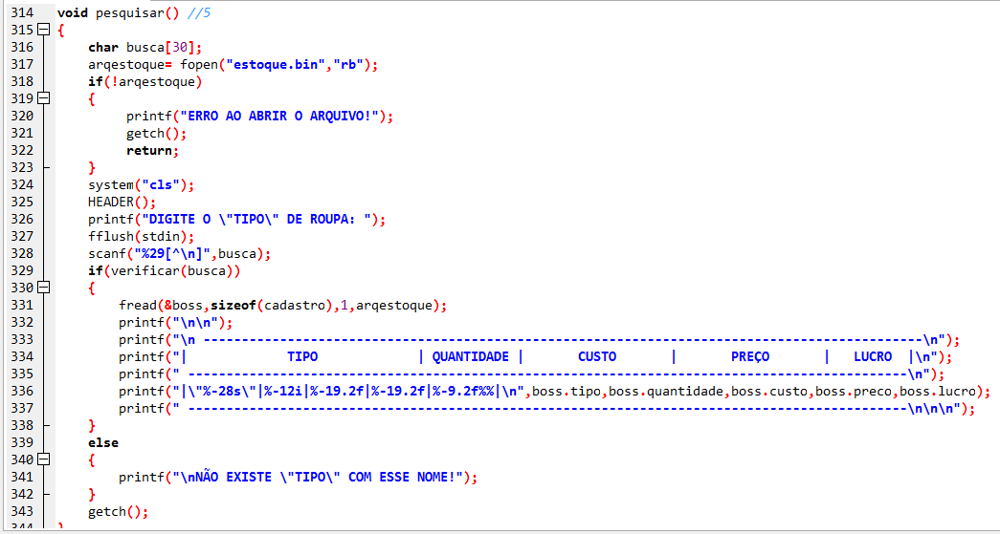 314 void pesquisar() //5
315 {
316 char busca[30];
317 arqestoque= fopen("estoque.bin","rb");
318 if(!arqestoque)
319 {
320 printf("ERRO AO ABRIR O ARQUIVO!");
321 getch();
322 return;
323 }
324 system("cls");
325 HEADER();
326 printf("DIGITE O \"TIPO\" DE ROUPA: ");
327 fflush(stdin);
328 scanf("%29[^\n]",busca);
329 if(verificar(busca))
330 {
331 fread(&boss,sizeof(cadastro),1,arqestoque);
332 printf("\n\n");
333 printf("\n ----------------------------------------------------------------------------------------------\n");
334 printf("|             TIPO             | QUANTIDADE |       CUSTO       |       PREÇO       |   LUCRO  |\n");
335 printf(" ----------------------------------------------------------------------------------------------\n");
336 printf("|\"%-28s\"|%-12i|%-19.2f|%-19.2f|%-9.2f%%|\n",boss.tipo,boss.quantidade,boss.custo,boss.preco,boss.lucro);
337 printf(" ----------------------------------------------------------------------------------------------\n\n\n");
338 }
339 else
340 {
341 printf("\nNÃO EXISTE \"TIPO\" COM ESSE NOME!");
342 }
343 getch();
344 }